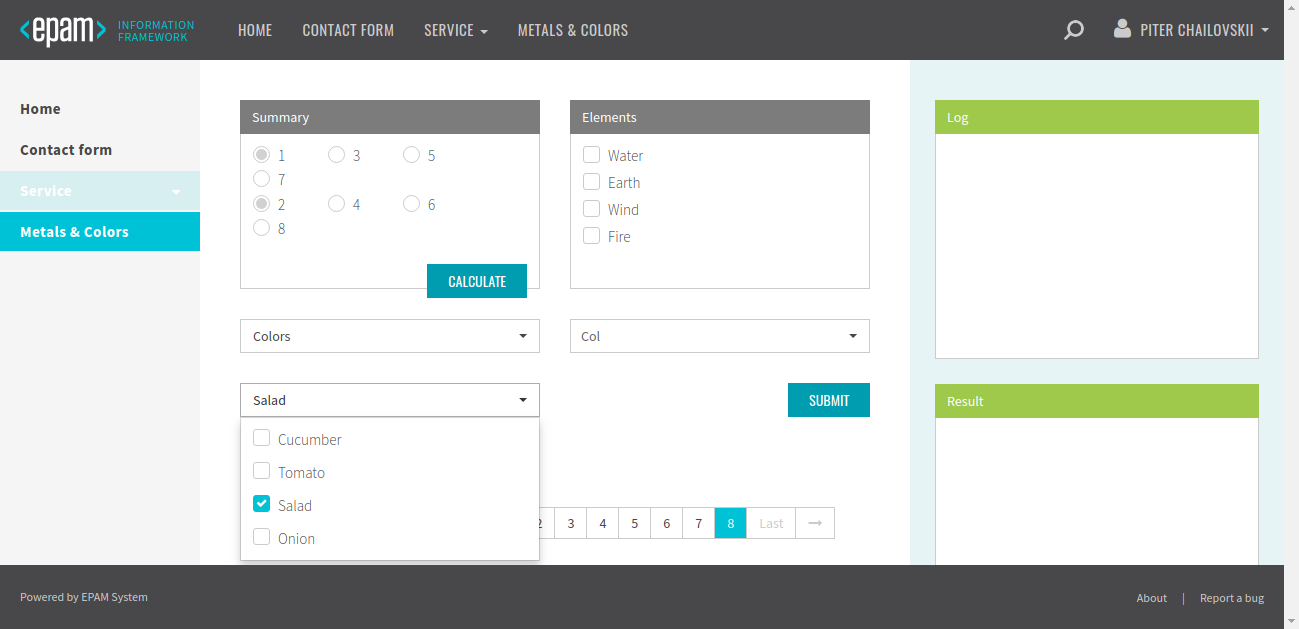 <epam> INFORMATION FRAMEWORK HOME CONTACT FORM SERVICE METALS & COLORS PITER CHAILOVSKII
Home
Contact form
Service
Metals & Colors
Summary
1 3 5
7
2 4 6
8
CALCULATE
Elements
Water
Earth
Wind
Fire
Colors
Col
Salad
SUBMIT
Cucumber
Tomato
Salad
Onion
2 3 4 5 6 7 8 Last →
Log
Result
Powered by EPAM System
About | Report a bug